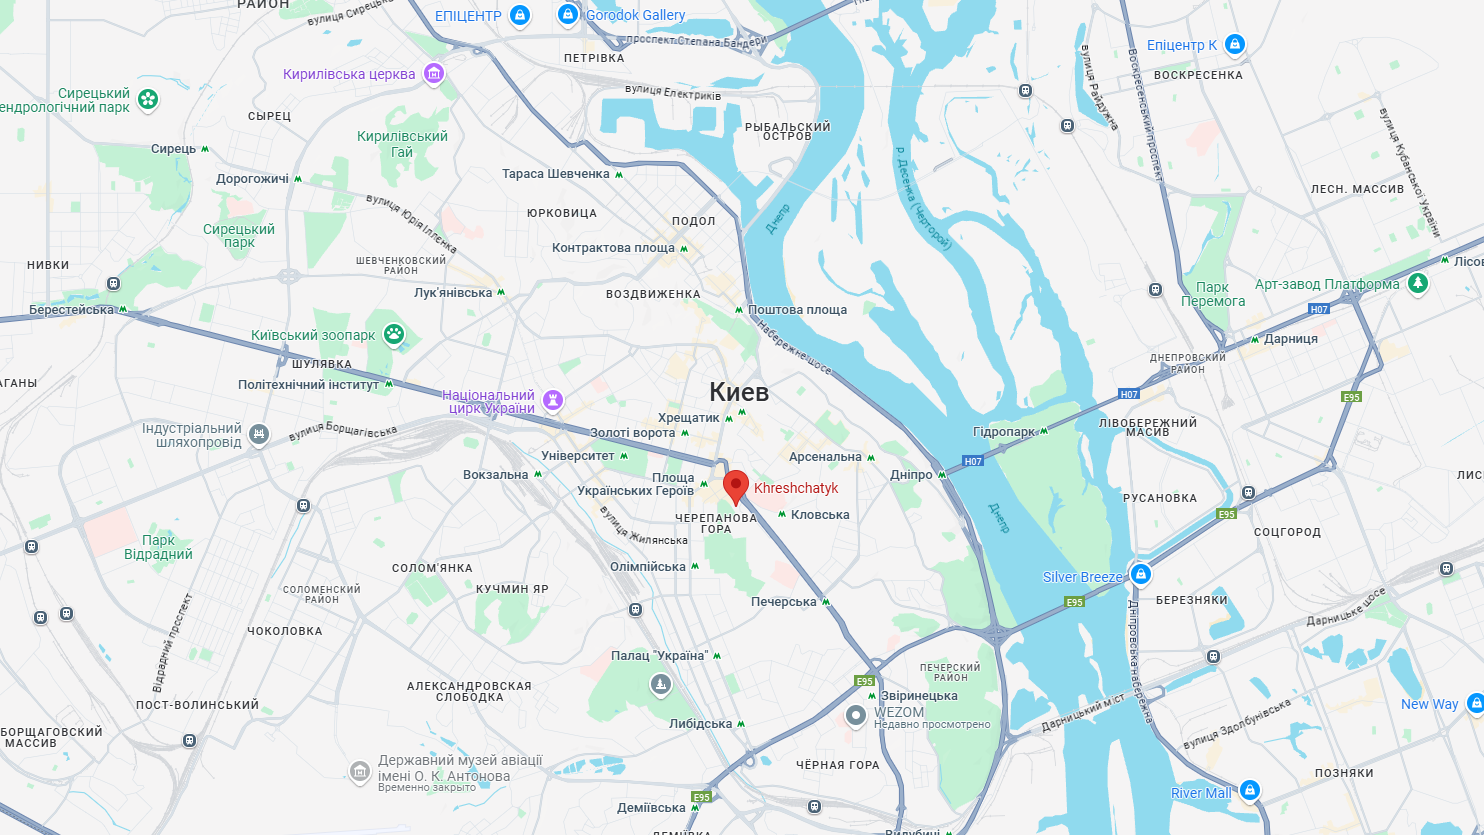 РАЙОН
вулиця Сирецька
ЕПІЦЕНТР
Gorodok Gallery
проспект Степана Бандери
ПЕТРІВКА
Епіцентр К
ВОСКРЕСЕНКА
Кирилівська церква
Сирецький
ендрологічний парк
вулиця Електриків
вулиця Райдужна
Воскресенський проспект
СЫРЕЦ
Кирилівський
Гай
РЫБАЛЬСКИЙ
ОСТРОВ
вулиця Кубанської України
Сирець
Дорогожичі
Тараса Шевченка
р. Десенка (Черторой)
ЛЕСН. МАССИВ
вулиця Юрія Іллєнка
ЮРКОВИЦА
ПОДОЛ
Днепр
Сирецький
парк
Контрактова площа
НИВКИ
ШЕВЧЕНКОВСКИЙ
РАЙОН
Лісов
Лук'янівська
ВОЗДВИЖЕНКА
Парк
Перемога
Арт-завод Платформа
Берестейська
Поштова площа
H07
Київський зоопарк
Набережне шосе
Дарниця
ШУЛЯВКА
ДНЕПРОВСКИЙ
РАЙОН
АГАНЫ
Політехнічний інститут
Національний
цирк України
Киев
H07
E95
Хрещатик
Індустріальний
шляхопровід
вулиця Борщагівська
Золоті ворота
Гідропарк
ЛІВОБЕРЕЖНИЙ
МАСИВ
Університет
Арсенальна
H07
Вокзальна
Площа
Українських Героїв
Khreshchatyk
Дніпро
ЛИС
РУСАНОВКА
ЧЕРЕПАНОВА
ГОРА
Кловська
Днепр
E95
вулиця Жилянська
СОЦГОРОД
Парк
Відрадний
СОЛОМ'ЯНКА
Олімпійська
Silver Breeze
КУЧМИН ЯР
СОЛОМЕНСКИЙ
РАЙОН
Печерська
E95
БЕРЕЗНЯКИ
Дарницьке шосе
ЧОКОЛОВКА
Відрадний проспект
Дніпровська набережна
Палац "Україна"
ПЕЧЕРСКИЙ
РАЙОН
E95
АЛЕКСАНДРОВСКАЯ
СЛОБОДКА
Звіринецька
ПОСТ-ВОЛИНСЬКИЙ
WEZOM
Недавно просмотрено
Дарницький міст
New Way
Либідська
вулиця Здолбунівська
БОРЩАГОВСКИЙ
МАССИВ
Державний музей авіації
імені О. К. Антонова
Временно закрыто
ЧЁРНАЯ ГОРА
ПОЗНЯКИ
E95
River Mall
Деміївська
Видубичі
ДЕМІЇВКА